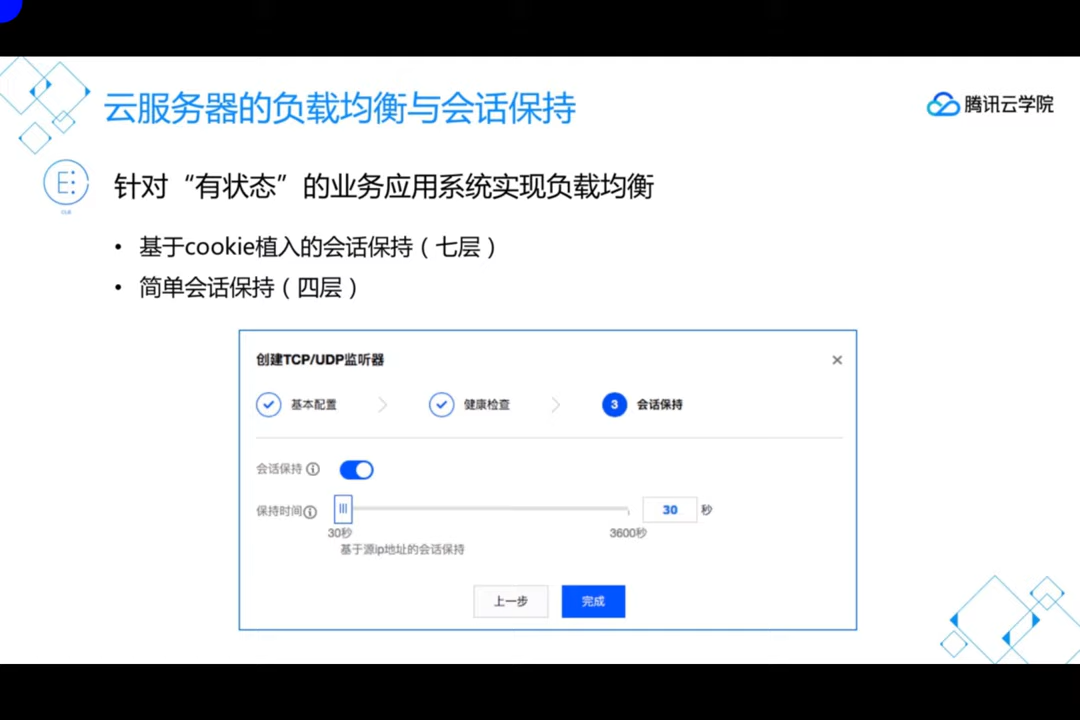 云服务器的负载均衡与会话保持
腾讯云学院
CLB
针对“有状态”的业务应用系统实现负载均衡
• 基于cookie植入的会话保持（七层）
• 简单会话保持（四层）
创建TCP/UDP监听器
基本配置
健康检查
3 会话保持
会话保持
保持时间
30 秒
30秒
3600秒
基于源ip地址的会话保持
上一步
完成